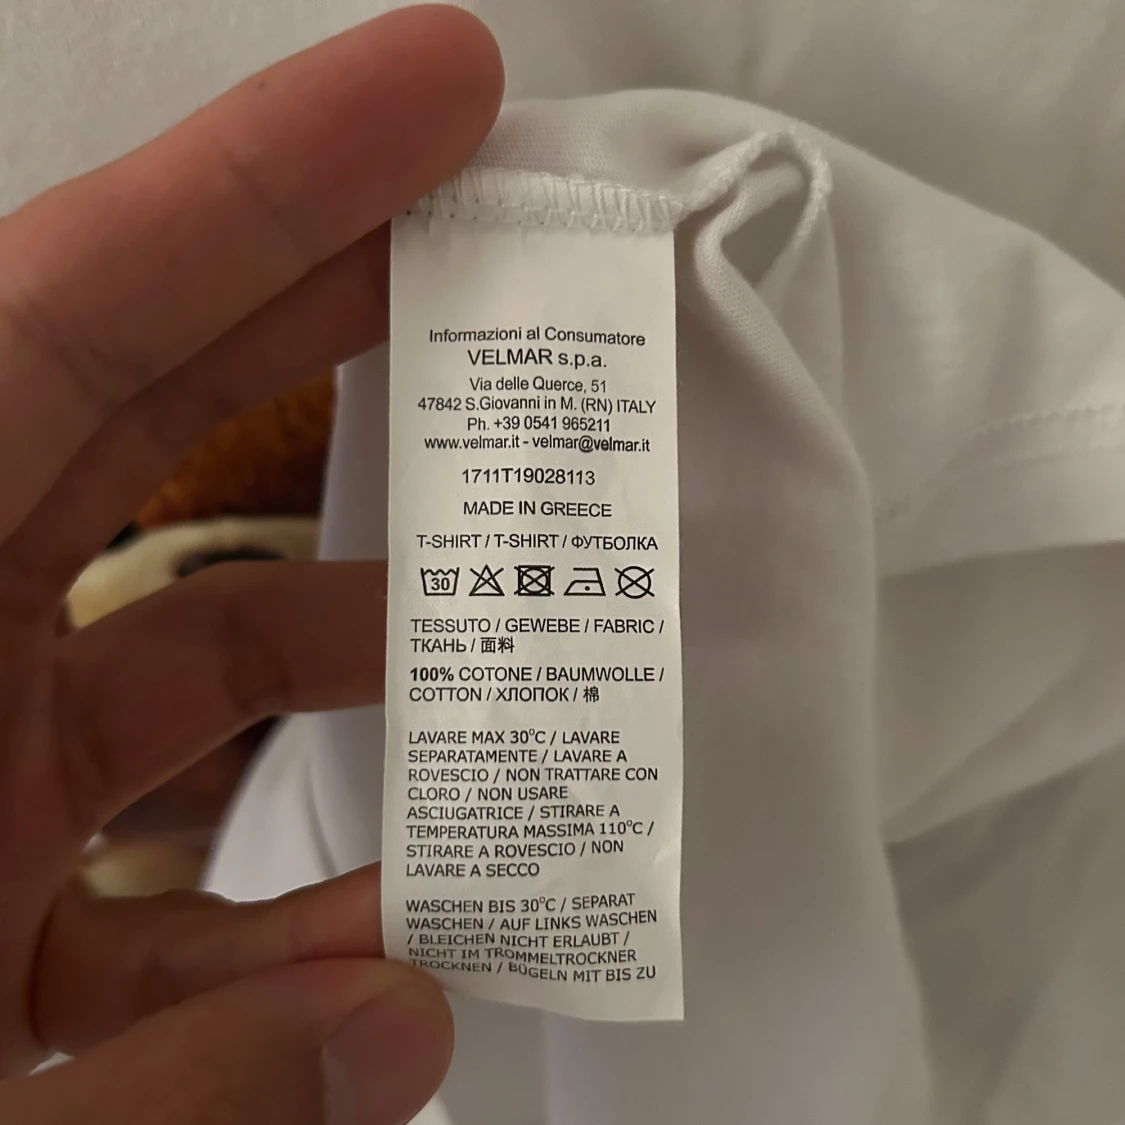 Informazioni al Consumatore
VELMAR s.p.a.
Via delle Querce, 51
47842 S.Giovanni in M. (RN) ITALY
Ph. +39 0541 965211
www.velmar.it - velmar@velmar.it
1711T19028113
MADE IN GREECE
T-SHIRT / T-SHIRT / ФУТБОЛКА
30
TESSUTO / GEWEBE / FABRIC /
ТКАНЬ / 面料
100% COTONE / BAUMWOLLE /
COTTON / ХЛОПОК / 棉
LAVARE MAX 30°C / LAVARE
SEPARATAMENTE / LAVARE A
ROVESCIO / NON TRATTARE CON
CLORO / NON USARE
ASCIUGATRICE / STIRARE A
TEMPERATURA MASSIMA 110°C /
STIRARE A ROVESCIO / NON
LAVARE A SECCO
WASCHEN BIS 30°C / SEPARAT
WASCHEN / AUF LINKS WASCHEN
/ BLEICHEN NICHT ERLAUBT /
NICHT IM TROMMELTROCKNER
TROCKNEN / BÜGELN MIT BIS ZU